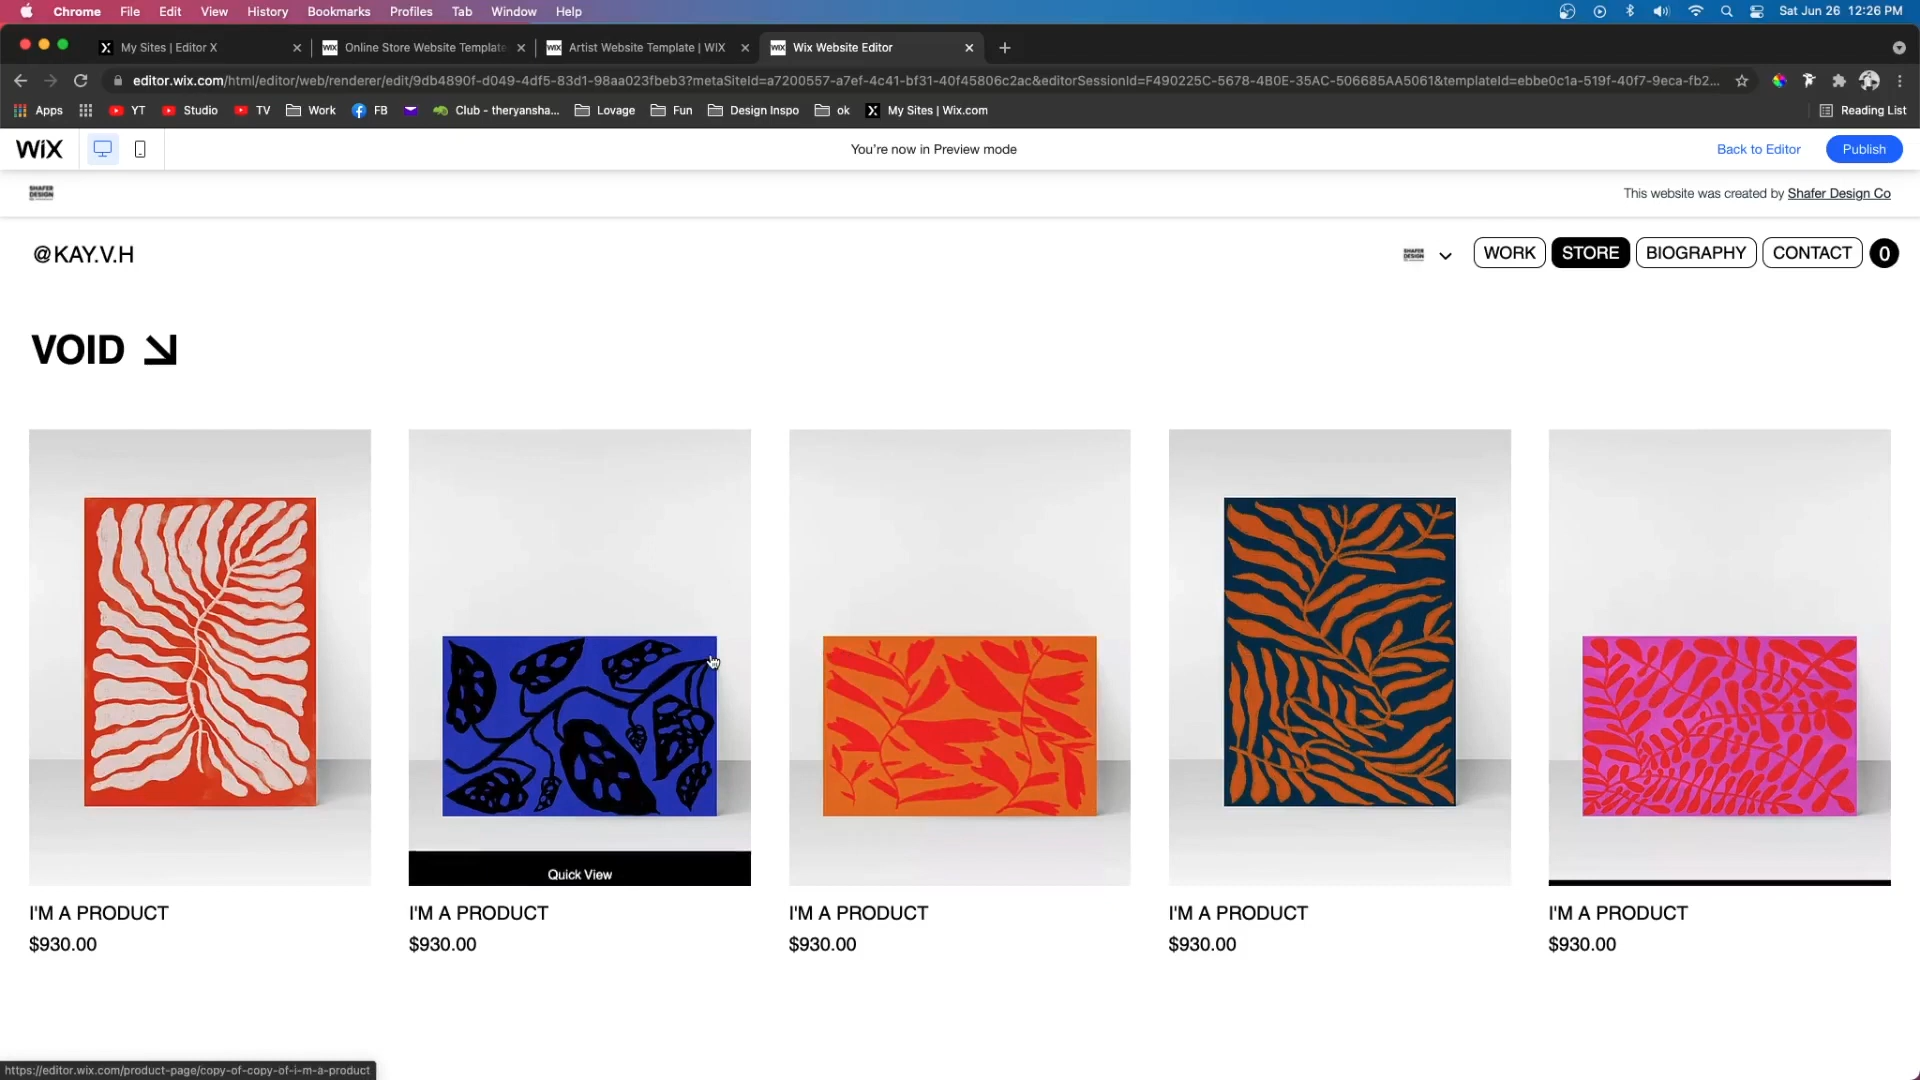 Chrome File Edit View History Bookmarks Profiles Tab Window Help Sat Jun 26 12:26 PM
My Sites | Editor X WIX Online Store Website Template WIX Artist Website Template | WIX WIX Wix Website Editor
editor.wix.com/html/editor/web/renderer/edit/9db4890f-d049-4df5-83d1-98aa023fbeb3?metaSiteId=a7200557-a7ef-4c41-bf31-40f45806c2ac&editorSessionId=F490225C-5678-4B0E-35AC-506685AA5061&templateId=ebbe0c1a-519f-40f7-9eca-fb2...
Apps YT Studio TV Work FB Club - theryansha... Lovage Fun Design Inspo ok My Sites | Wix.com Reading List
WiX You're now in Preview mode Back to Editor Publish
SHAFER DESIGN This website was created by Shafer Design Co
@KAY.V.H SHAFER DESIGN WORK STORE BIOGRAPHY CONTACT 0
VOID
Quick View
I'M A PRODUCT I'M A PRODUCT I'M A PRODUCT I'M A PRODUCT I'M A PRODUCT
$930.00 $930.00 $930.00 $930.00 $930.00
https://editor.wix.com/product-page/copy-of-copy-of-i-m-a-product